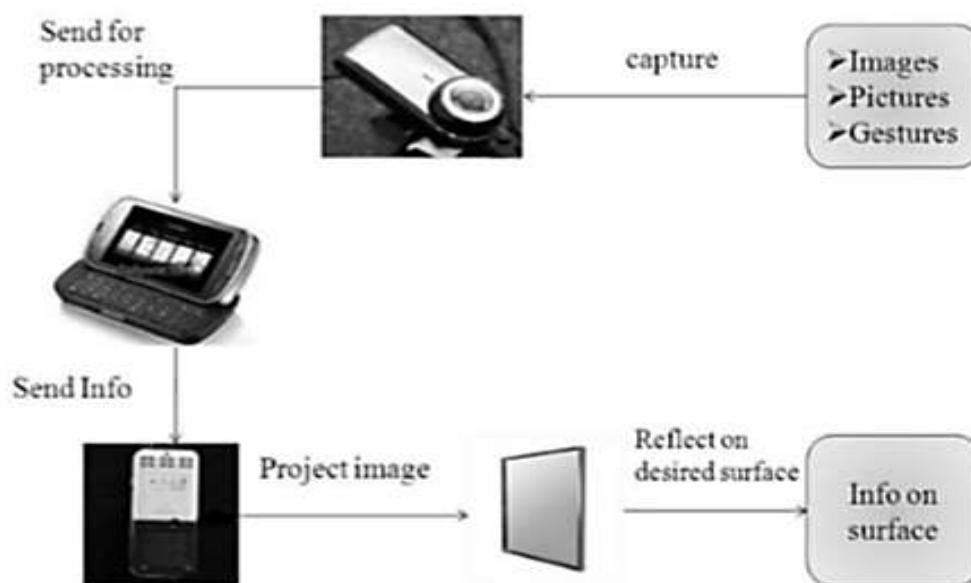 Send for
processing
capture
➢Images
➢Pictures
➢Gestures
Send Info
Project image
Reflect on
desired surface
Info on
surface